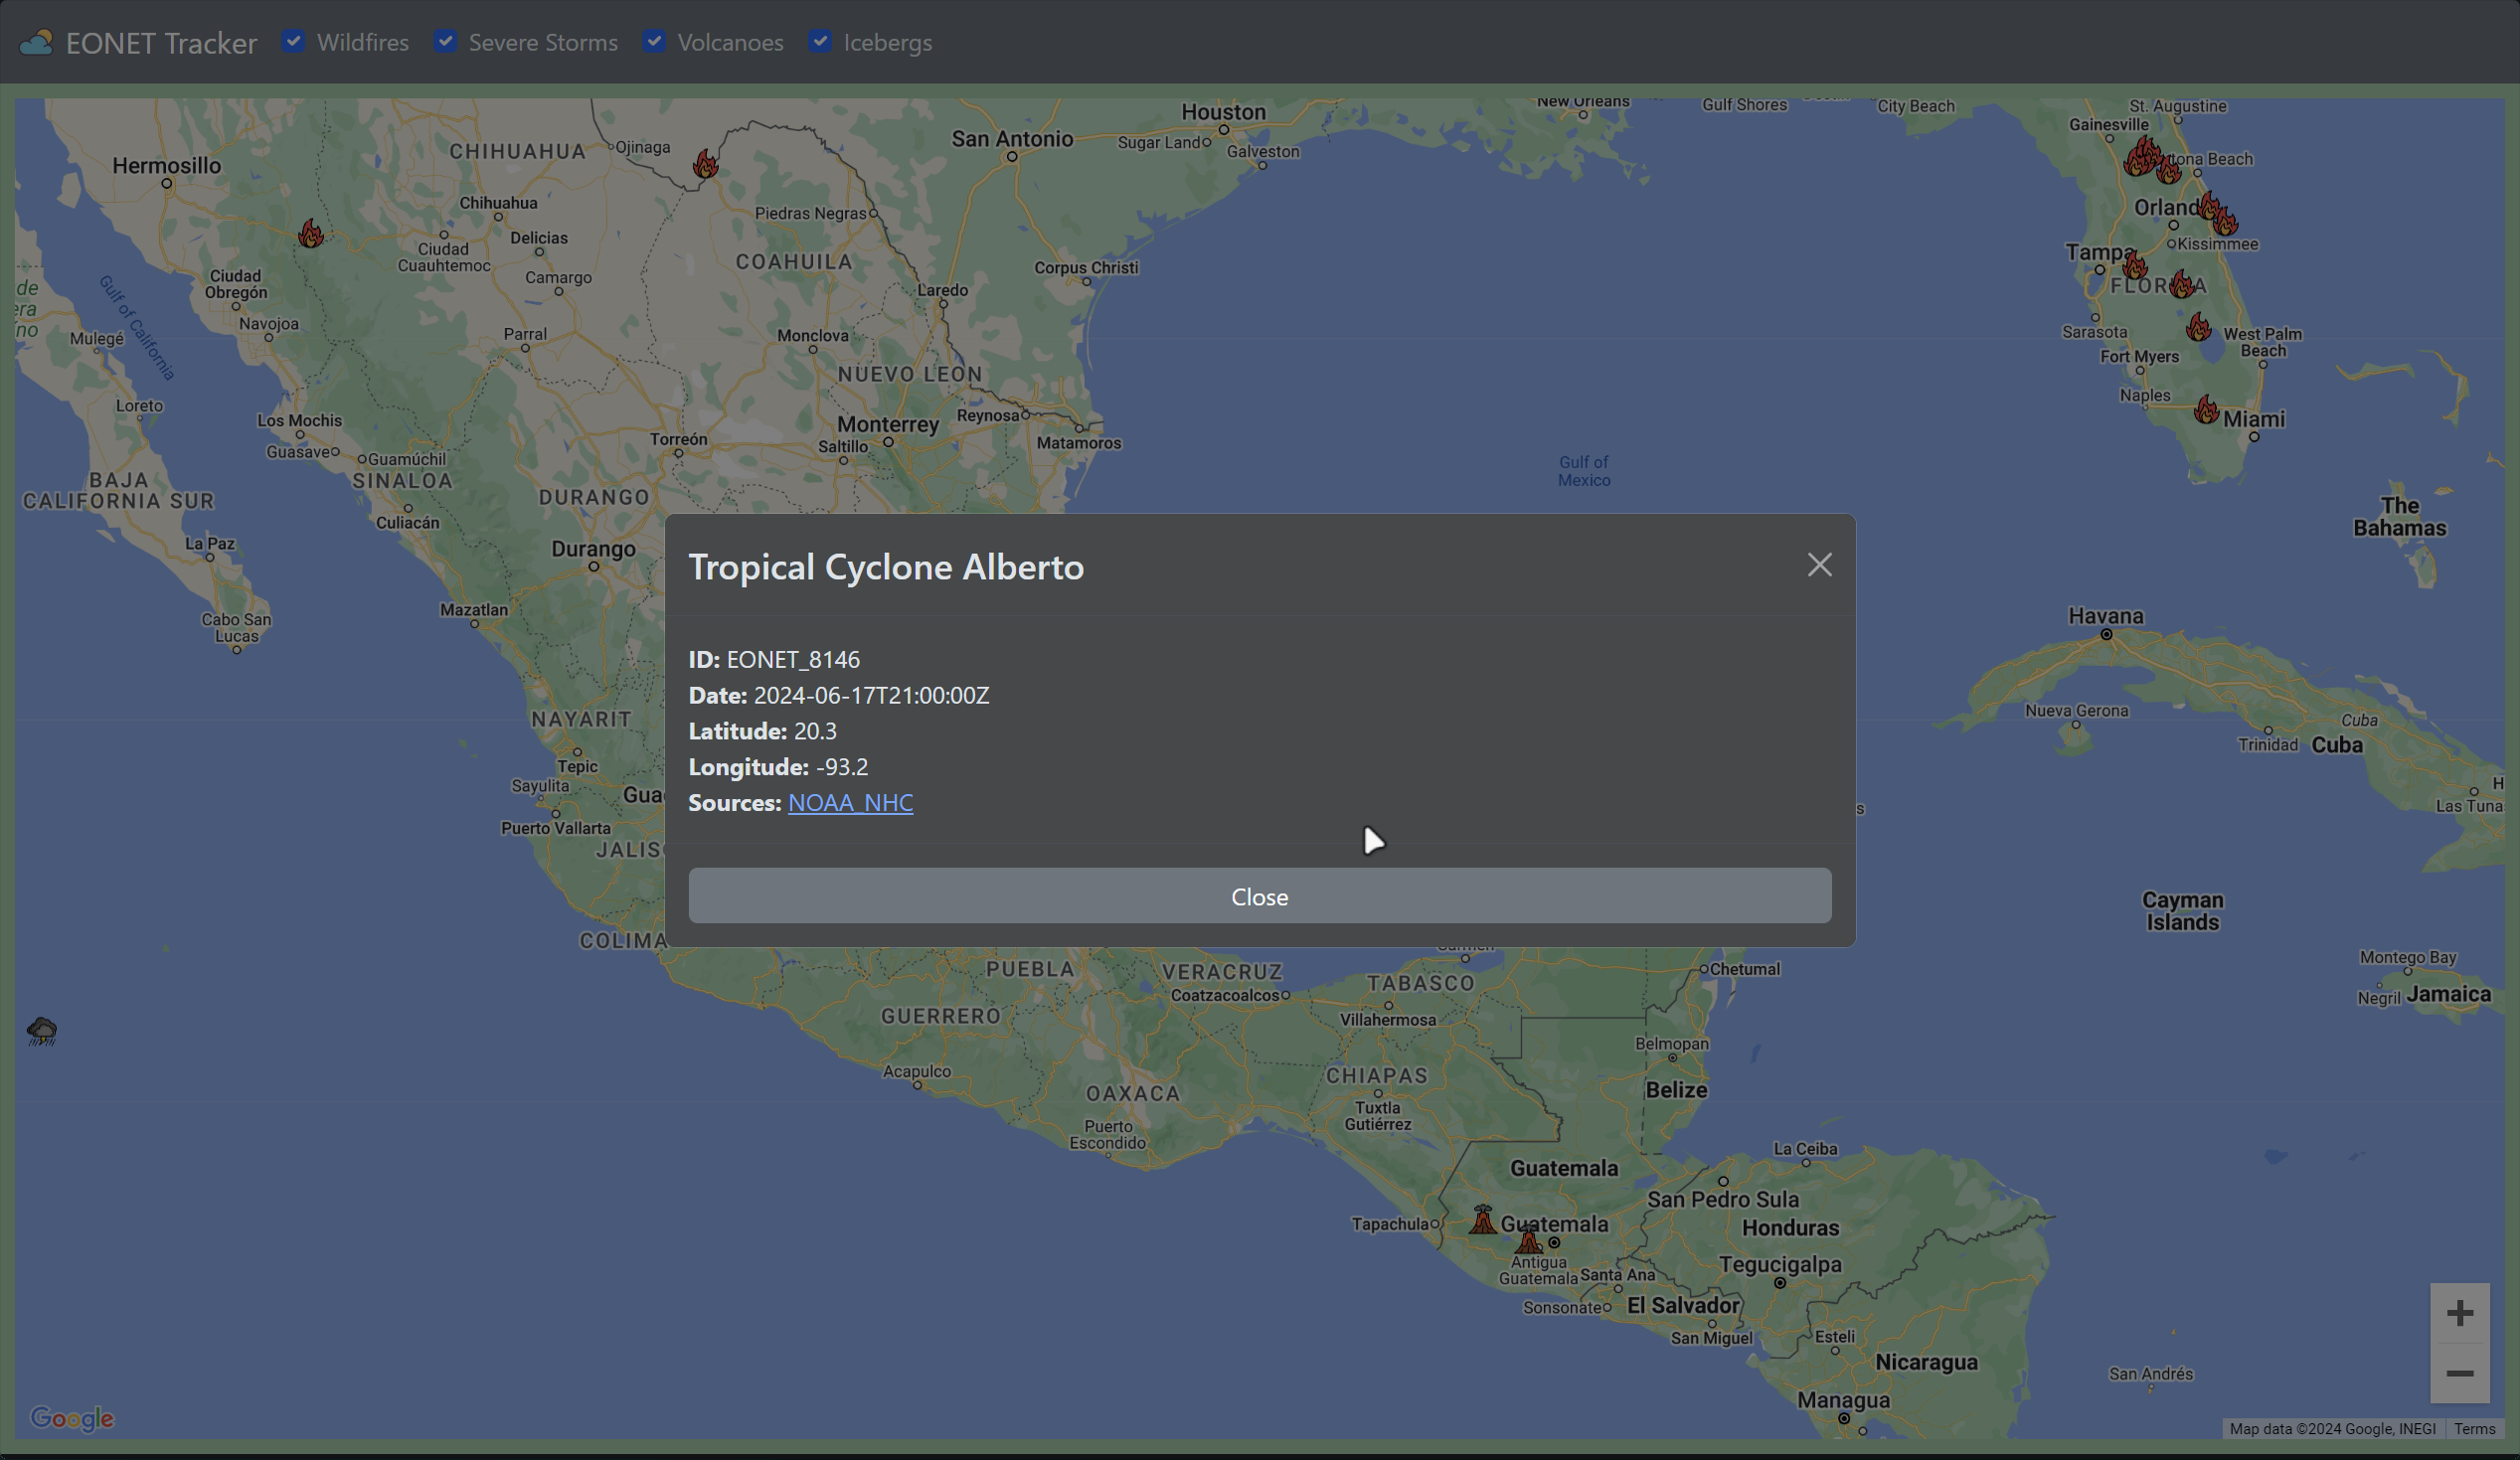 EONET Tracker Wildfires Severe Storms Volcanoes Icebergs
New Orleans
Gulf Shores
City Beach
St. Augustine
Gainesville
Houston
San Antonio
Sugar Land
Galveston
CHIHUAHUA
Ojinaga
Hermosillo
tona Beach
Chihuahua
Piedras Negras
Orland
Ciudad
Cuauhtemoc
Delicias
Kissimmee
Tampa
COAHUILA
Corpus Christi
Camargo
Ciudad
Obregón
Gulf of California
de
era
ino
FLOR A
Laredo
Navojoa
Parral
Monclova
Mulegé
Sarasota
West Palm
Beach
Fort Myers
NUEVO LEON
Naples
Loreto
Los Mochis
Monterrey
Reynosa
Miami
Torreón
Saltillo
Matamoros
Guasave
Guamúchil
SINALOA
Gulf of
Mexico
BAJA
CALIFORNIA SUR
DURANGO
Culiacán
The
Bahamas
La Paz
Durango
Tropical Cyclone Alberto
Mazatlan
Cabo San
Lucas
Havana
ID: EONET_8146
Date: 2024-06-17T21:00:00Z
Latitude: 20.3
Longitude: -93.2
Sources: NOAA_NHC
Close
NAYARIT
Nueva Gerona
Cuba
Trinidad
Cuba
Tepic
Sayulita
Gua
H
Las Tuna
s
Puerto Vallarta
JALIS
Cayman
Islands
COLIMA
Carmen
Montego Bay
PUEBLA
VERACRUZ
Chetumal
TABASCO
Coatzacoalcos
Negril
Jamaica
GUERRERO
Villahermosa
Belmopan
Acapulco
CHIAPAS
OAXACA
Belize
Tuxtla
Gutiérrez
Puerto
Escondido
La Ceiba
Guatemala
San Pedro Sula
Tapachula
Guatemala
Honduras
Antigua
Guatemala
Santa Ana
Tegucigalpa
Sonsonate
El Salvador
San Miguel
Esteli
Nicaragua
San Andrés
Managua
Google
Map data ©2024 Google, INEGI Terms